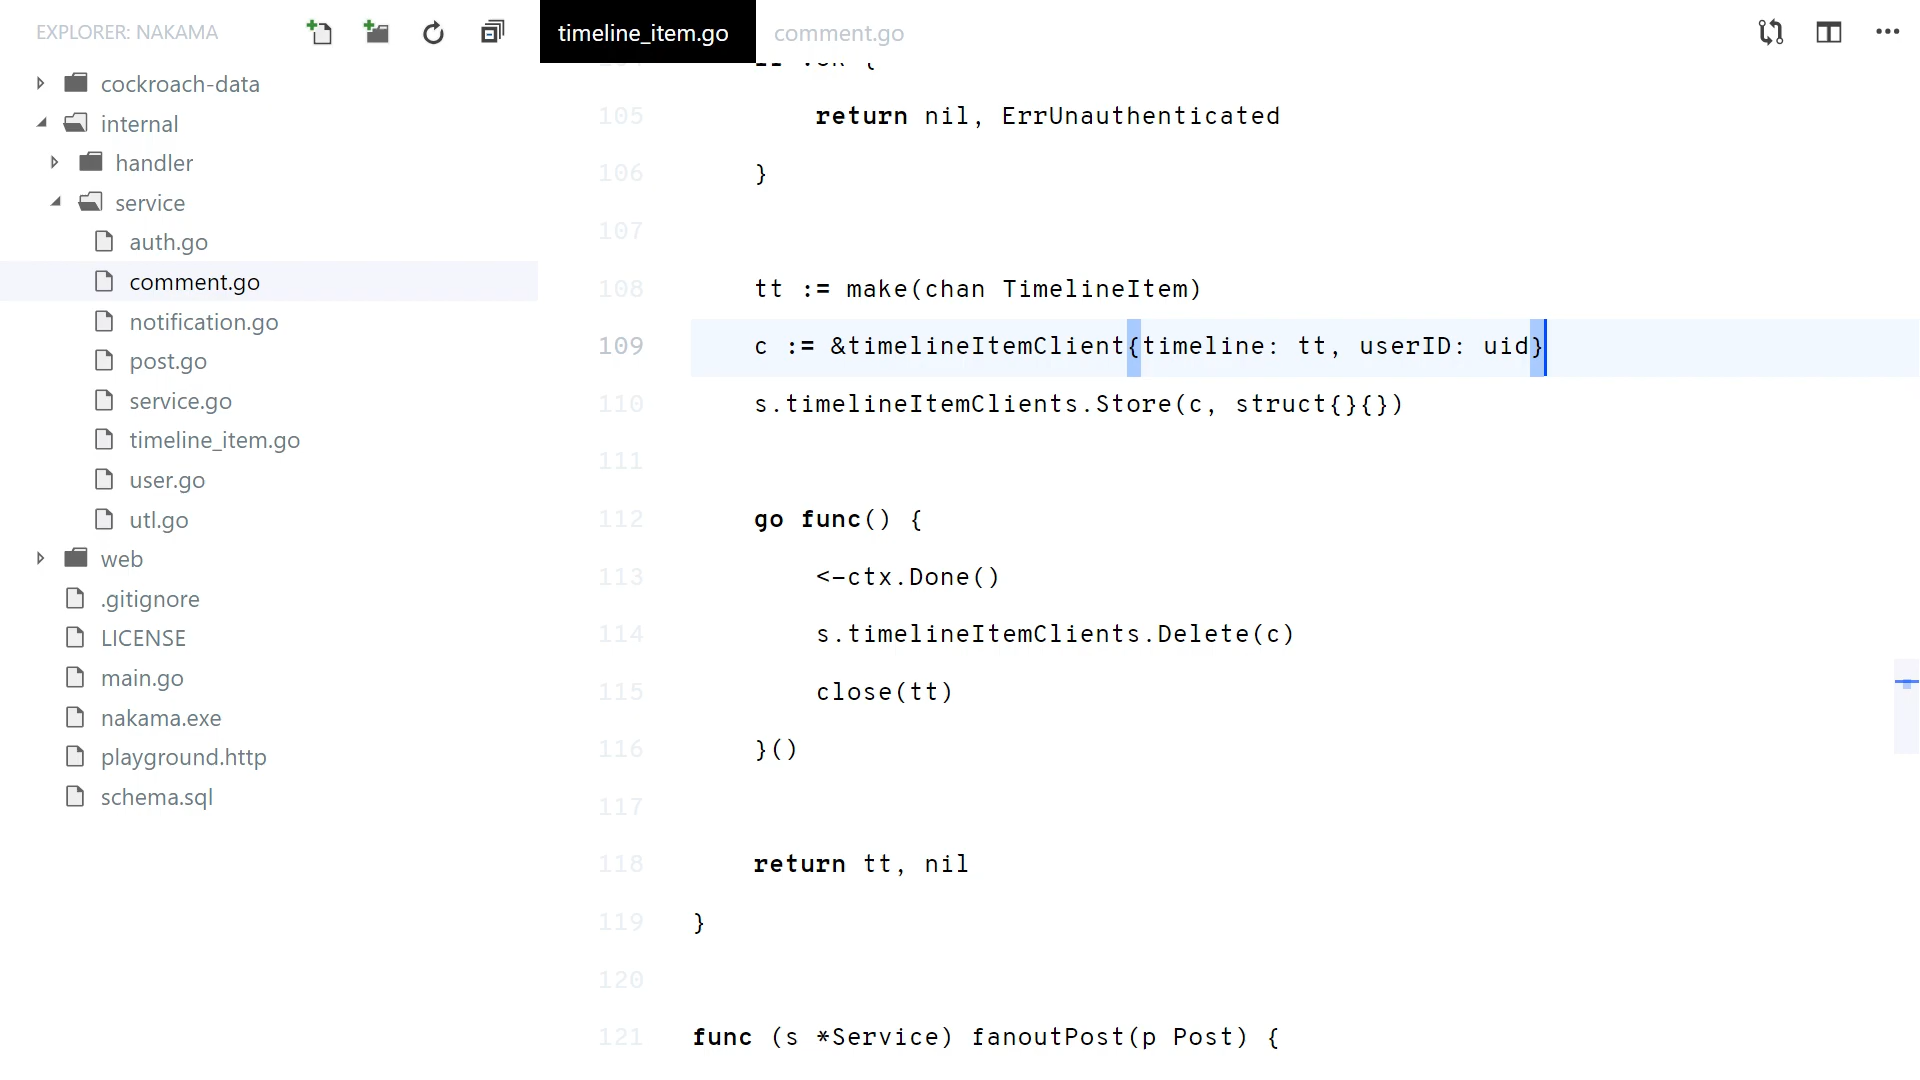 EXPLORER: NAKAMA
cockroach-data
internal
handler
service
auth.go
comment.go
notification.go
post.go
service.go
timeline_item.go
user.go
utl.go
web
.gitignore
LICENSE
main.go
nakama.exe
playground.http
schema.sql
timeline_item.go comment.go
105 return nil, ErrUnauthenticated
106 }
107
108 tt := make(chan TimelineItem)
109 c := &timelineItemClient{timeline: tt, userID: uid}
110 s.timelineItemClients.Store(c, struct{}{})
111
112 go func() {
113 <-ctx.Done()
114 s.timelineItemClients.Delete(c)
115 close(tt)
116 }()
117
118 return tt, nil
119 }
120
121 func (s *Service) fanoutPost(p Post) {